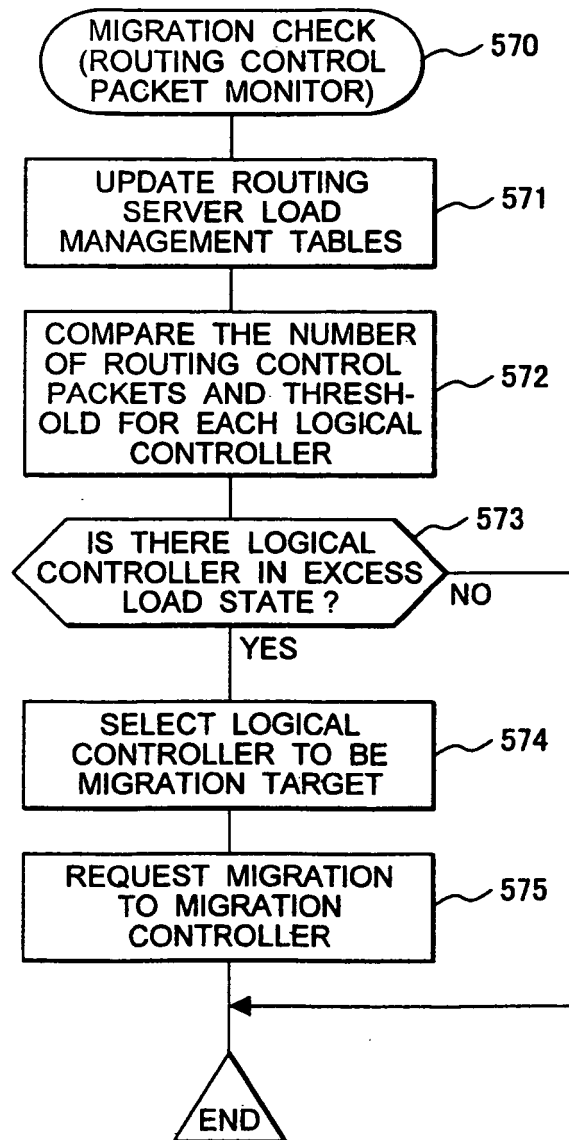 MIGRATION CHECK
(ROUTING CONTROL
PACKET MONITOR)
570
UPDATE ROUTING
SERVER LOAD
MANAGEMENT TABLES
571
COMPARE THE NUMBER
OF ROUTING CONTROL
PACKETS AND THRESH-
OLD FOR EACH LOGICAL
CONTROLLER
572
573
IS THERE LOGICAL
CONTROLLER IN EXCESS
LOAD STATE ?
NO
YES
SELECT LOGICAL
CONTROLLER TO BE
MIGRATION TARGET
574
REQUEST MIGRATION
TO MIGRATION
CONTROLLER
575
END